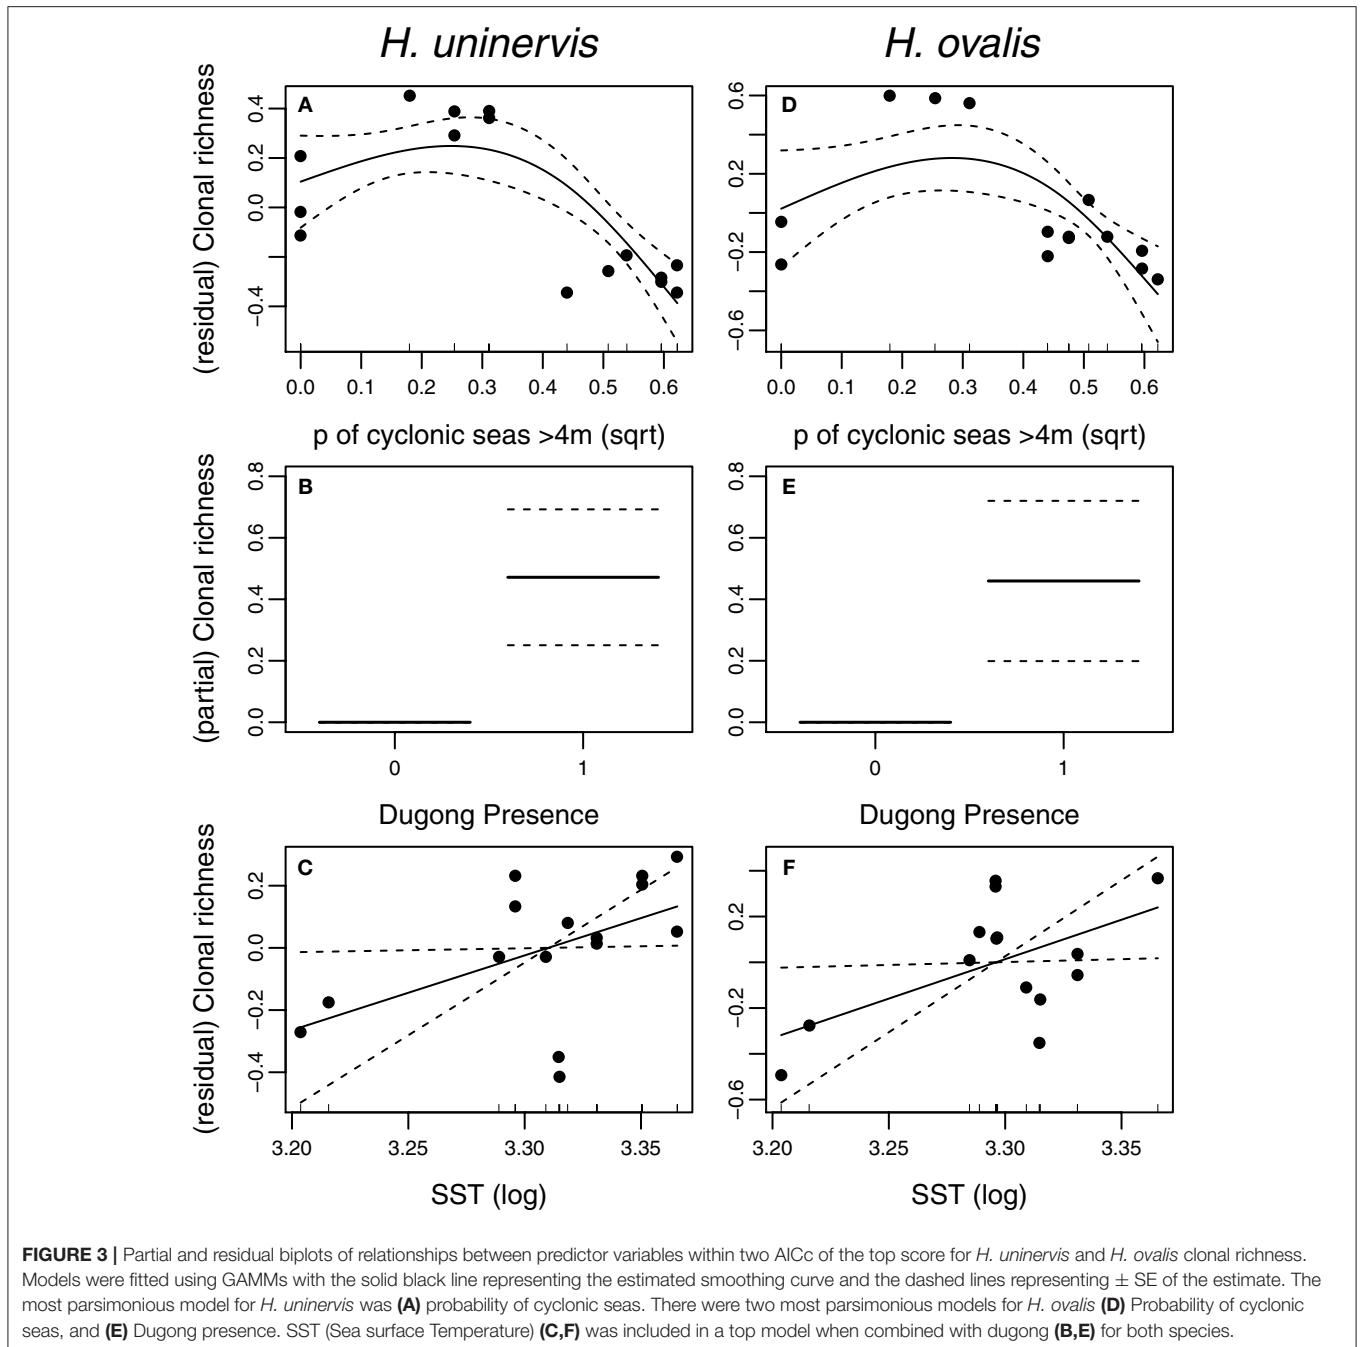 H. uninervis H. ovalis
A
D
(residual) Clonal richness
0.4
0.2
0.0
−0.4
0.6
0.2
−0.2
−0.6
0.0 0.1 0.2 0.3 0.4 0.5 0.6
0.0 0.1 0.2 0.3 0.4 0.5 0.6
p of cyclonic seas >4m (sqrt) p of cyclonic seas >4m (sqrt)
B
E
(partial) Clonal richness
0.8
0.6
0.4
0.2
0.0
0.8
0.6
0.4
0.2
0.0
0 1
0 1
Dugong Presence Dugong Presence
C
F
(residual) Clonal richness
0.2
0.0
−0.2
−0.4
0.2
−0.2
−0.6
3.20 3.25 3.30 3.35
3.20 3.25 3.30 3.35
SST (log) SST (log)
FIGURE 3 | Partial and residual biplots of relationships between predictor variables within two AICc of the top score for H. uninervis and H. ovalis clonal richness.
Models were fitted using GAMMs with the solid black line representing the estimated smoothing curve and the dashed lines representing ± SE of the estimate. The
most parsimonious model for H. uninervis was (A) probability of cyclonic seas. There were two most parsimonious models for H. ovalis (D) Probability of cyclonic
seas, and (E) Dugong presence. SST (Sea surface Temperature) (C,F) was included in a top model when combined with dugong (B,E) for both species.